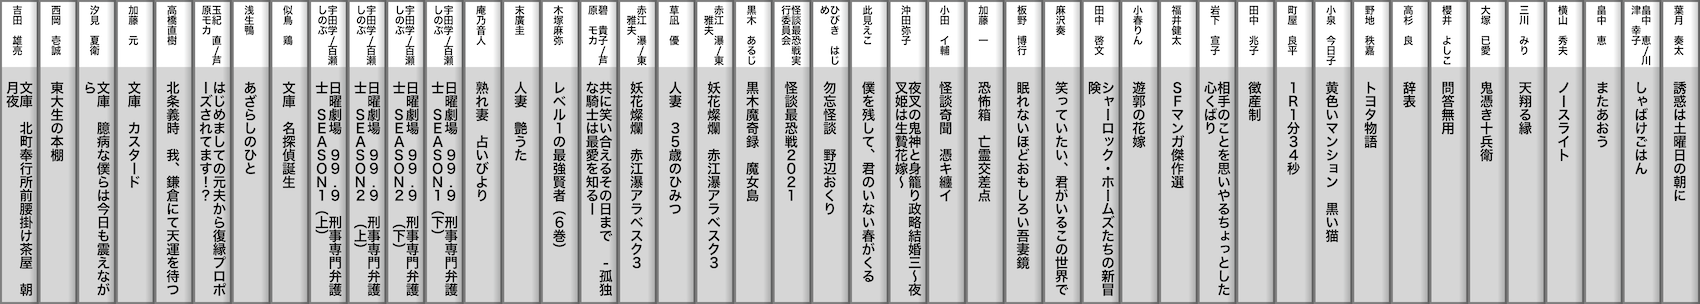 葉月 奏太
誘惑は土曜日の朝に
畠中 恵/川
津 幸子
しゃばけごはん
畠中 恵
またあおう
横山 秀夫
ノースライト
三川 みり
天翔る縁
大塚 已愛
鬼憑き十兵衛
櫻井 よしこ
問答無用
高杉 良
辞表
野地 秩嘉
トヨタ物語
小泉 今日子
黄色いマンション 黒い猫
町屋 良平
1R1分34秒
田中 兆子
徴産制
岩下 宣子
相手のことを思いやるちょっとした
心くばり
福井健太
SFマンガ傑作選
小春りん
遊郭の花嫁
田中 啓文
シャーロック・ホームズたちの新冒
険
麻沢奏
笑っていたい、君がいるこの世界で
板野 博行
眠れないほどおもしろい吾妻鏡
加藤 一
恐怖箱 亡霊交差点
小田 イ輔
怪談奇聞 憑キ纏イ
沖田弥子
夜叉の鬼神と身籠り政略結婚三~夜
叉姫は生贄花嫁~
此見えこ
僕を残して、君のいない春がくる
ひびき はじ
め
勿忘怪談 野辺おくり
怪談最恐戦実
行委員会
怪談最恐戦2021
黒木 あるじ
黒木魔奇録 魔女島
赤江 瀑/東
雅夫
妖花燦爛 赤江瀑アラベスク3
草凪 優
人妻 35歳のひみつ
赤江 瀑/東
雅夫
妖花燦爛 赤江瀑アラベスク3
碧 貴子/芦
原 モカ
共に笑い合えるその日まで -孤独
な騎士は最愛を知るー
木塚麻弥
レベル1の最強賢者(6巻)
末廣圭
人妻 艶うた
庵乃音人
熟れ妻 占いびより
宇田学/百瀬
しのぶ
日曜劇場 99.9 刑事専門弁護
士 SEASON1(下)
宇田学/百瀬
しのぶ
日曜劇場 99.9 刑事専門弁護
士 SEASON2 (下)
宇田学/百瀬
しのぶ
日曜劇場 99.9 刑事専門弁護
士 SEASON2 (上)
宇田学/百瀬
しのぶ
日曜劇場 99.9 刑事専門弁護
士 SEASON1(上)
似鳥 鶏
文庫 名探偵誕生
浅生鴨
あざらしのひと
玉紀 直/芦
原モカ
はじめましての元夫から復縁プロポ
ーズされてます!?
高橋直樹
北条義時 我、鎌倉にて天運を待つ
加藤 元
文庫 カスタード
汐見 夏衛
文庫 臆病な僕らは今日も震えなが
ら
西岡 壱誠
東大生の本棚
吉田 雄亮
文庫 北町奉行所前腰掛け茶屋 朝
月夜